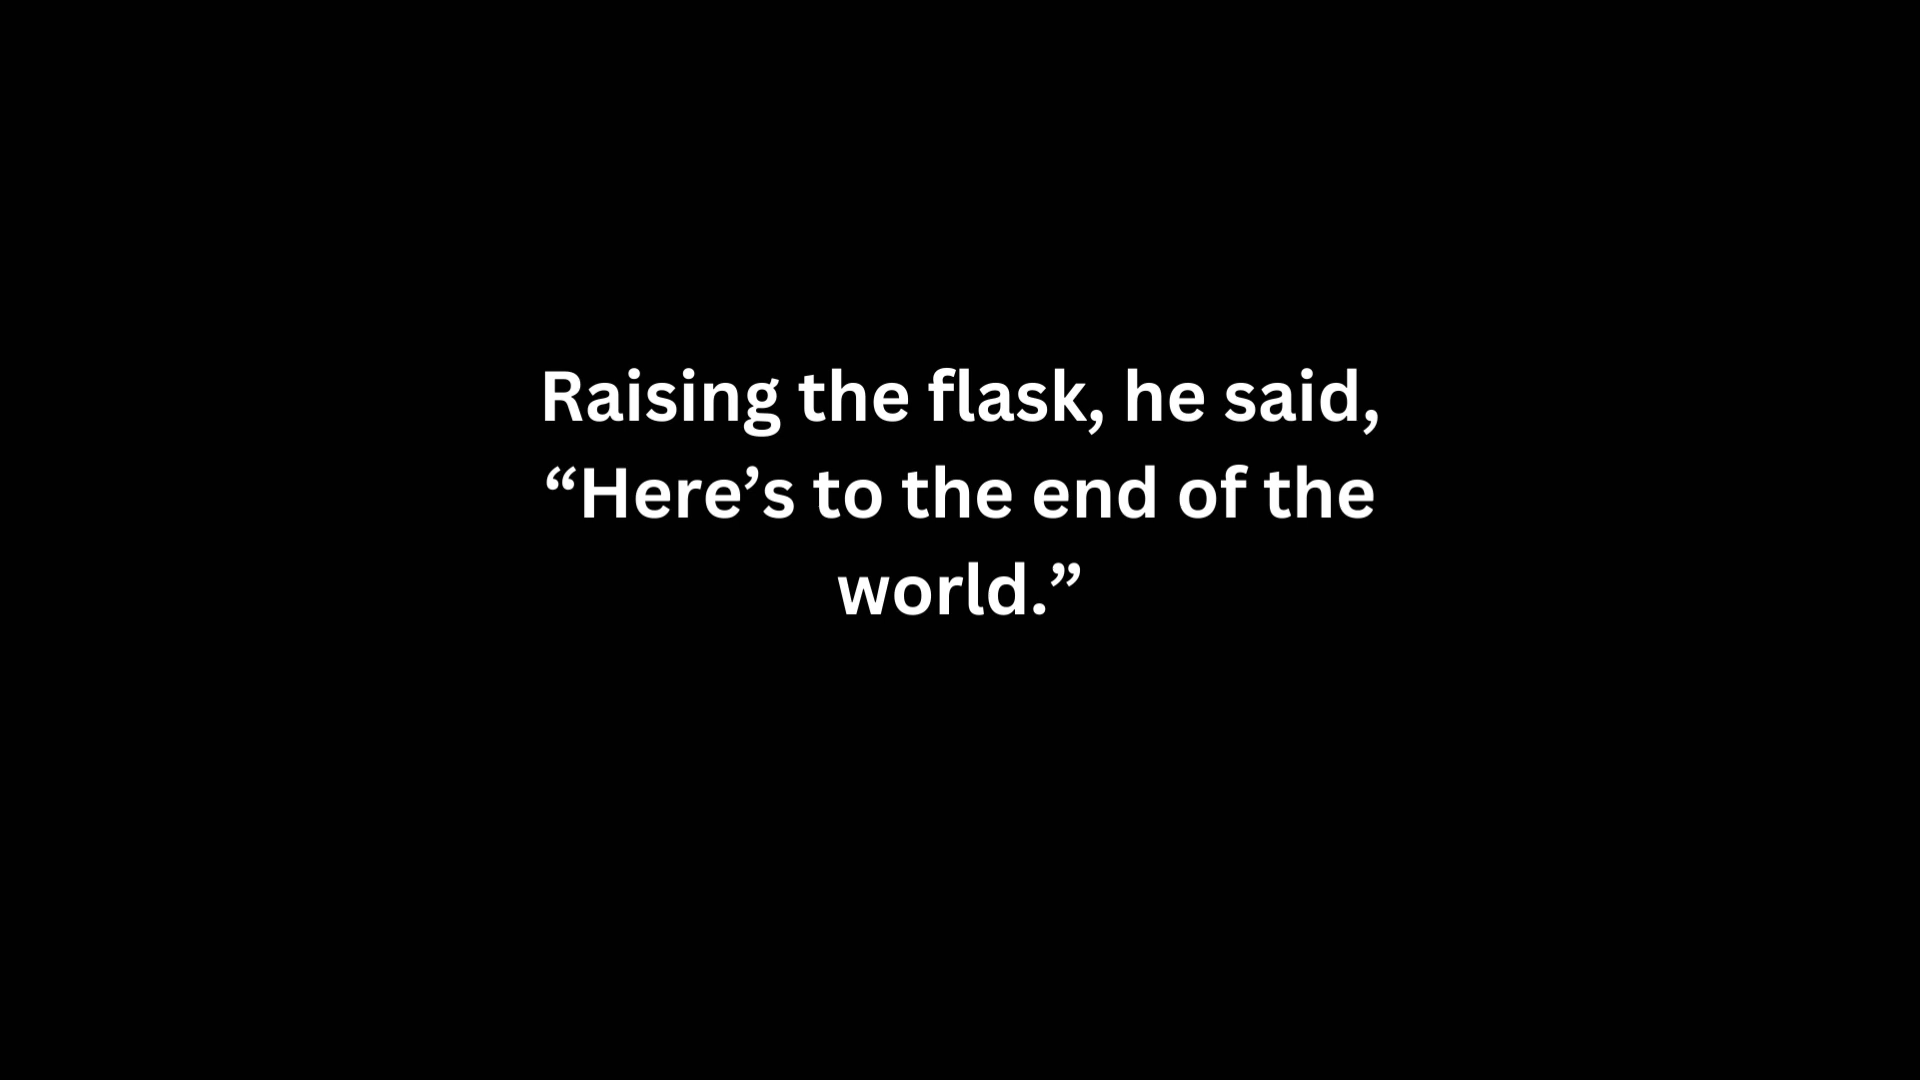 Raising the flask, he said,
“Here’s to the end of the
world.”